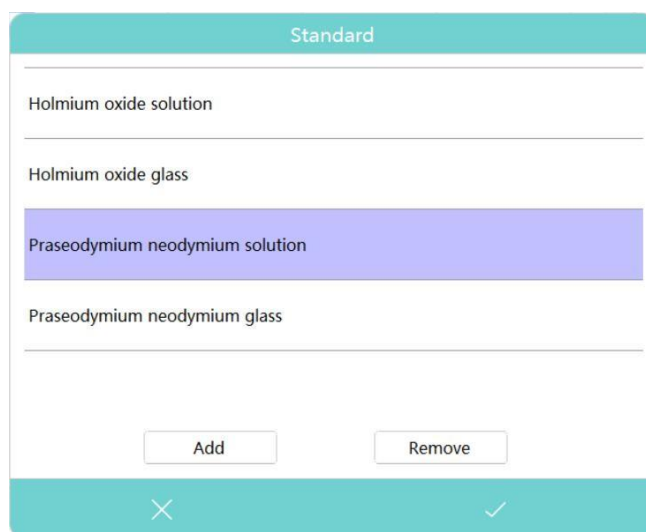 Standard
Holmium oxide solution
Holmium oxide glass
Praseodymium neodymium solution
Praseodymium neodymium glass
Add Remove